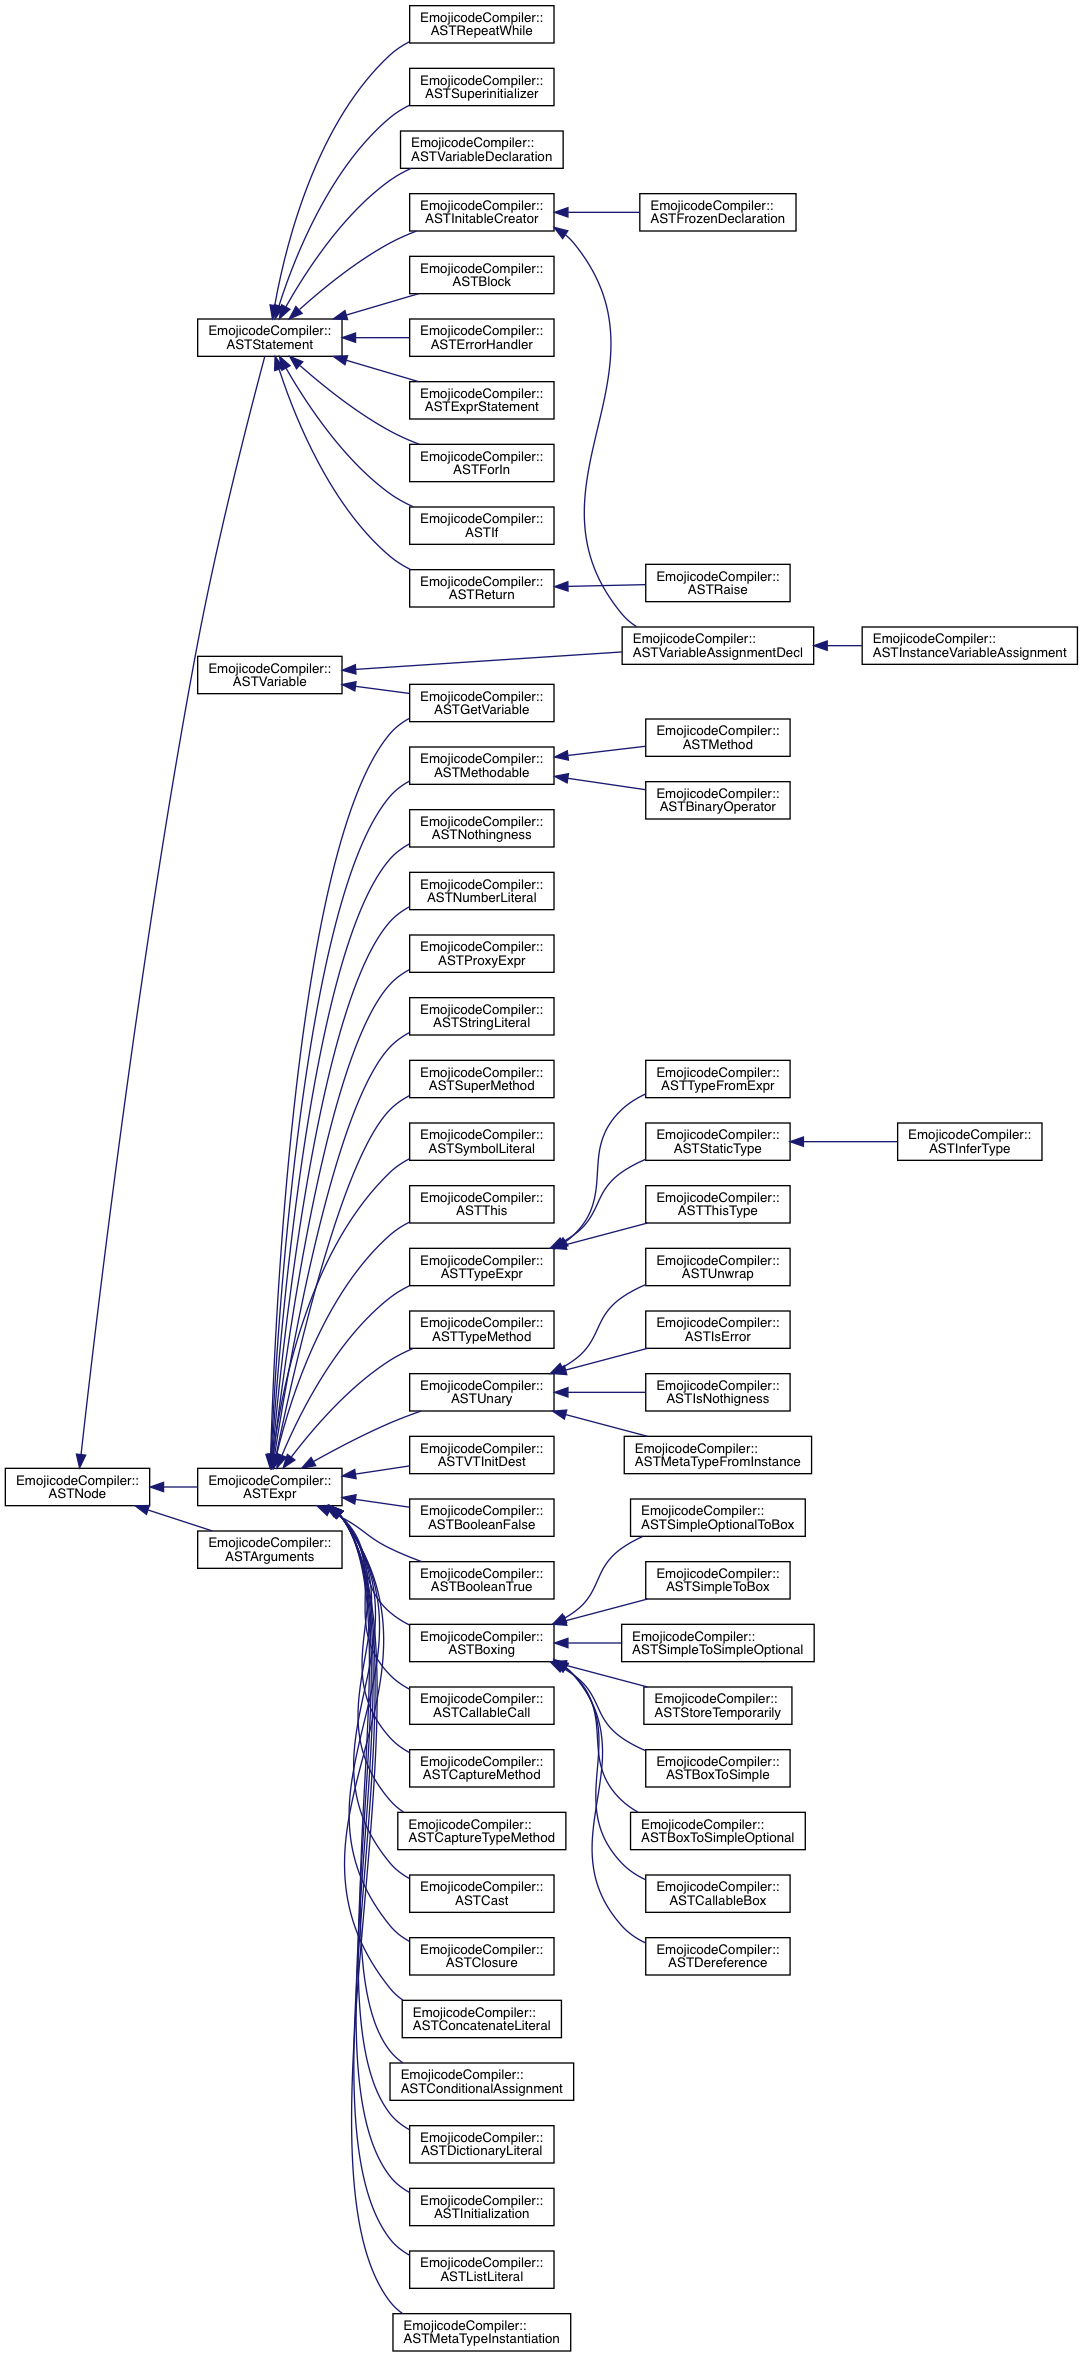 EmojicodeCompiler::
ASTRepeatWhile
EmojicodeCompiler::
ASTSuperinitializer
EmojicodeCompiler::
ASTVariableDeclaration
EmojicodeCompiler::
ASTInitableCreator
EmojicodeCompiler::
ASTFrozenDeclaration
EmojicodeCompiler::
ASTBlock
EmojicodeCompiler::
ASTStatement
EmojicodeCompiler::
ASTErrorHandler
EmojicodeCompiler::
ASTExprStatement
EmojicodeCompiler::
ASTForIn
EmojicodeCompiler::
ASTIf
EmojicodeCompiler::
ASTReturn
EmojicodeCompiler::
ASTRaise
EmojicodeCompiler::
ASTVariableAssignmentDecl
EmojicodeCompiler::
ASTInstanceVariableAssignment
EmojicodeCompiler::
ASTVariable
EmojicodeCompiler::
ASTGetVariable
EmojicodeCompiler::
ASTMethodable
EmojicodeCompiler::
ASTMethod
EmojicodeCompiler::
ASTBinaryOperator
EmojicodeCompiler::
ASTNothingness
EmojicodeCompiler::
ASTNumberLiteral
EmojicodeCompiler::
ASTProxyExpr
EmojicodeCompiler::
ASTStringLiteral
EmojicodeCompiler::
ASTSuperMethod
EmojicodeCompiler::
ASTTypeFromExpr
EmojicodeCompiler::
ASTSymbolLiteral
EmojicodeCompiler::
ASTStaticType
EmojicodeCompiler::
ASTInferType
EmojicodeCompiler::
ASTThis
EmojicodeCompiler::
ASTThisType
EmojicodeCompiler::
ASTTypeExpr
EmojicodeCompiler::
ASTUnwrap
EmojicodeCompiler::
ASTTypeMethod
EmojicodeCompiler::
ASTIsError
EmojicodeCompiler::
ASTUnary
EmojicodeCompiler::
ASTIsNothigness
EmojicodeCompiler::
ASTVTInitDest
EmojicodeCompiler::
ASTMetaTypeFromInstance
EmojicodeCompiler::
ASTNode
EmojicodeCompiler::
ASTExpr
EmojicodeCompiler::
ASTBooleanFalse
EmojicodeCompiler::
ASTSimpleOptionalToBox
EmojicodeCompiler::
ASTArguments
EmojicodeCompiler::
ASTBooleanTrue
EmojicodeCompiler::
ASTSimpleToBox
EmojicodeCompiler::
ASTBoxing
EmojicodeCompiler::
ASTSimpleToSimpleOptional
EmojicodeCompiler::
ASTCallableCall
EmojicodeCompiler::
ASTStoreTemporarily
EmojicodeCompiler::
ASTCaptureMethod
EmojicodeCompiler::
ASTBoxToSimple
EmojicodeCompiler::
ASTCaptureTypeMethod
EmojicodeCompiler::
ASTBoxToSimpleOptional
EmojicodeCompiler::
ASTCast
EmojicodeCompiler::
ASTCallableBox
EmojicodeCompiler::
ASTClosure
EmojicodeCompiler::
ASTDereference
EmojicodeCompiler::
ASTConcatenateLiteral
EmojicodeCompiler::
ASTConditionalAssignment
EmojicodeCompiler::
ASTDictionaryLiteral
EmojicodeCompiler::
ASTInitialization
EmojicodeCompiler::
ASTListLiteral
EmojicodeCompiler::
ASTMetaTypeInstantiation